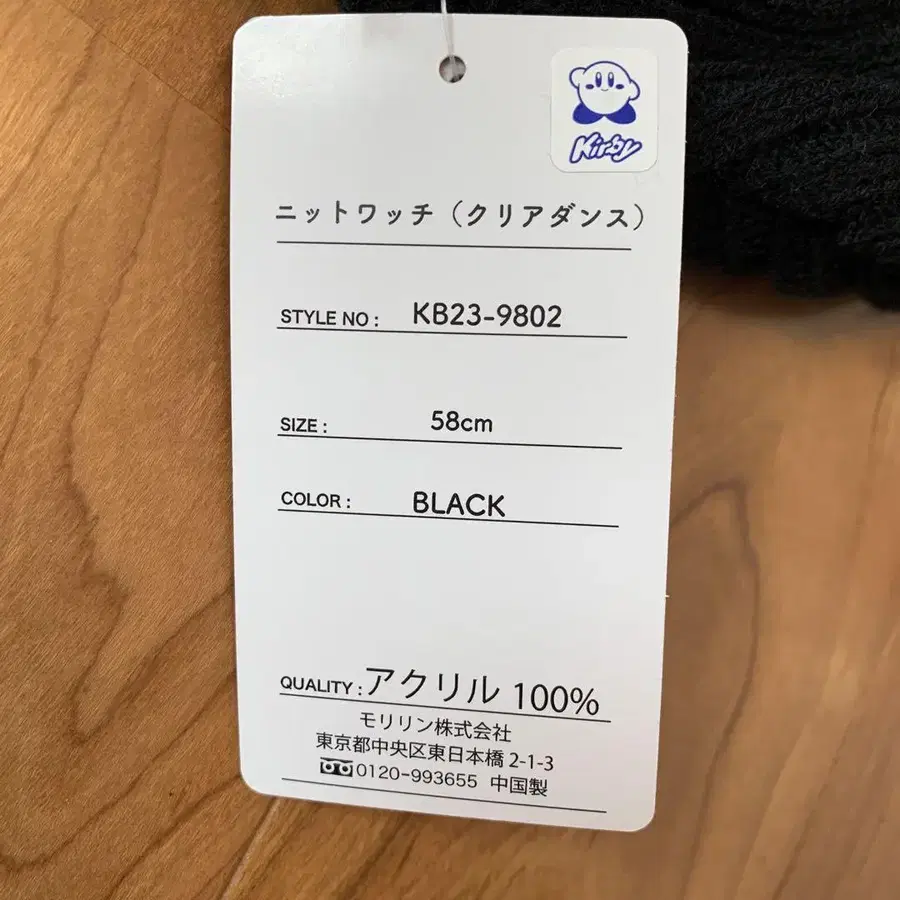 Kirby
ニットワッチ（クリアダンス）
STYLE NO : KB23-9802
SIZE : 58cm
COLOR : BLACK
QUALITY : アクリル 100%
モリリン株式会社
東京都中央区東日本橋 2-1-3
0120-993655 中国製